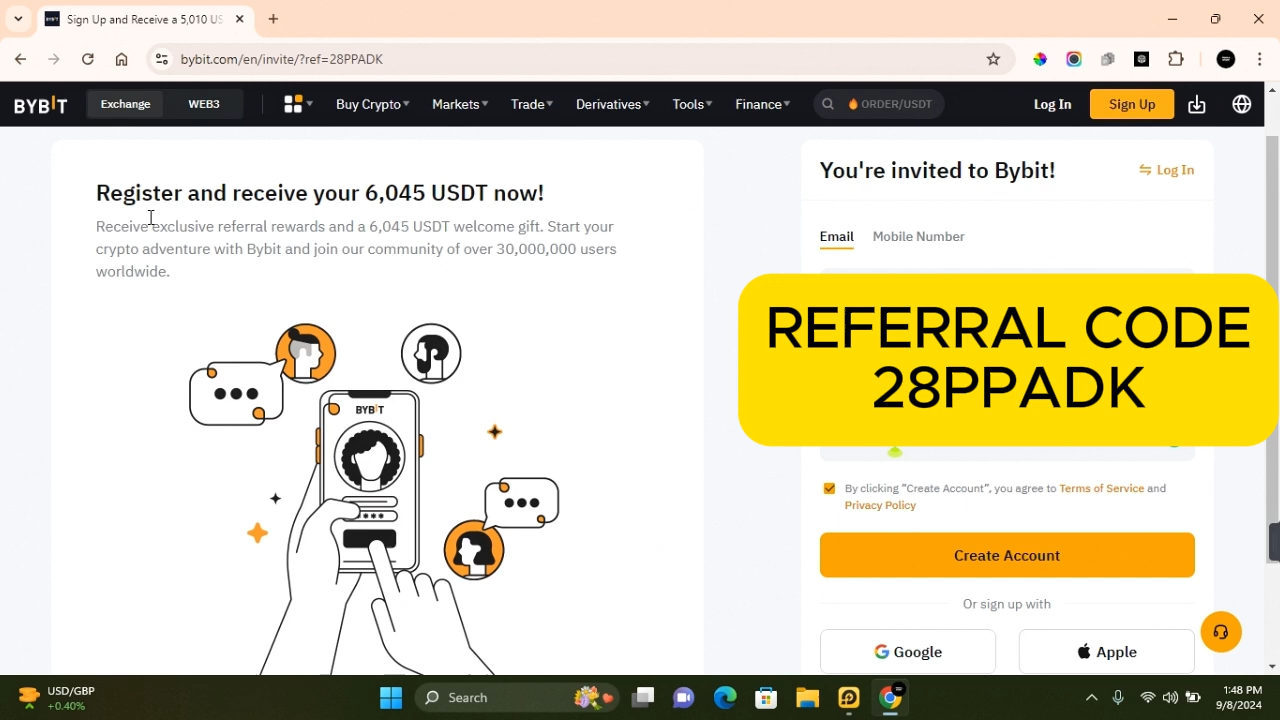 Sign Up and Receive a 5,010 US
bybit.com/en/invite/?ref=28PPADK
BYBIT
Exchange
WEB3
Buy Crypto
Markets
Trade
Derivatives
Tools
Finance
ORDER/USDT
Log In
Sign Up
Register and receive your 6,045 USDT now!
Receive exclusive referral rewards and a 6,045 USDT welcome gift. Start your
crypto adventure with Bybit and join our community of over 30,000,000 users
worldwide.
BYBIT
You're invited to Bybit!
Log In
Email
Mobile Number
REFERRAL CODE
28PPADK
By clicking “Create Account”, you agree to Terms of Service and
Privacy Policy
Create Account
Or sign up with
Google
Apple
USD/GBP
+0.40%
Search
1:48 PM
9/8/2024